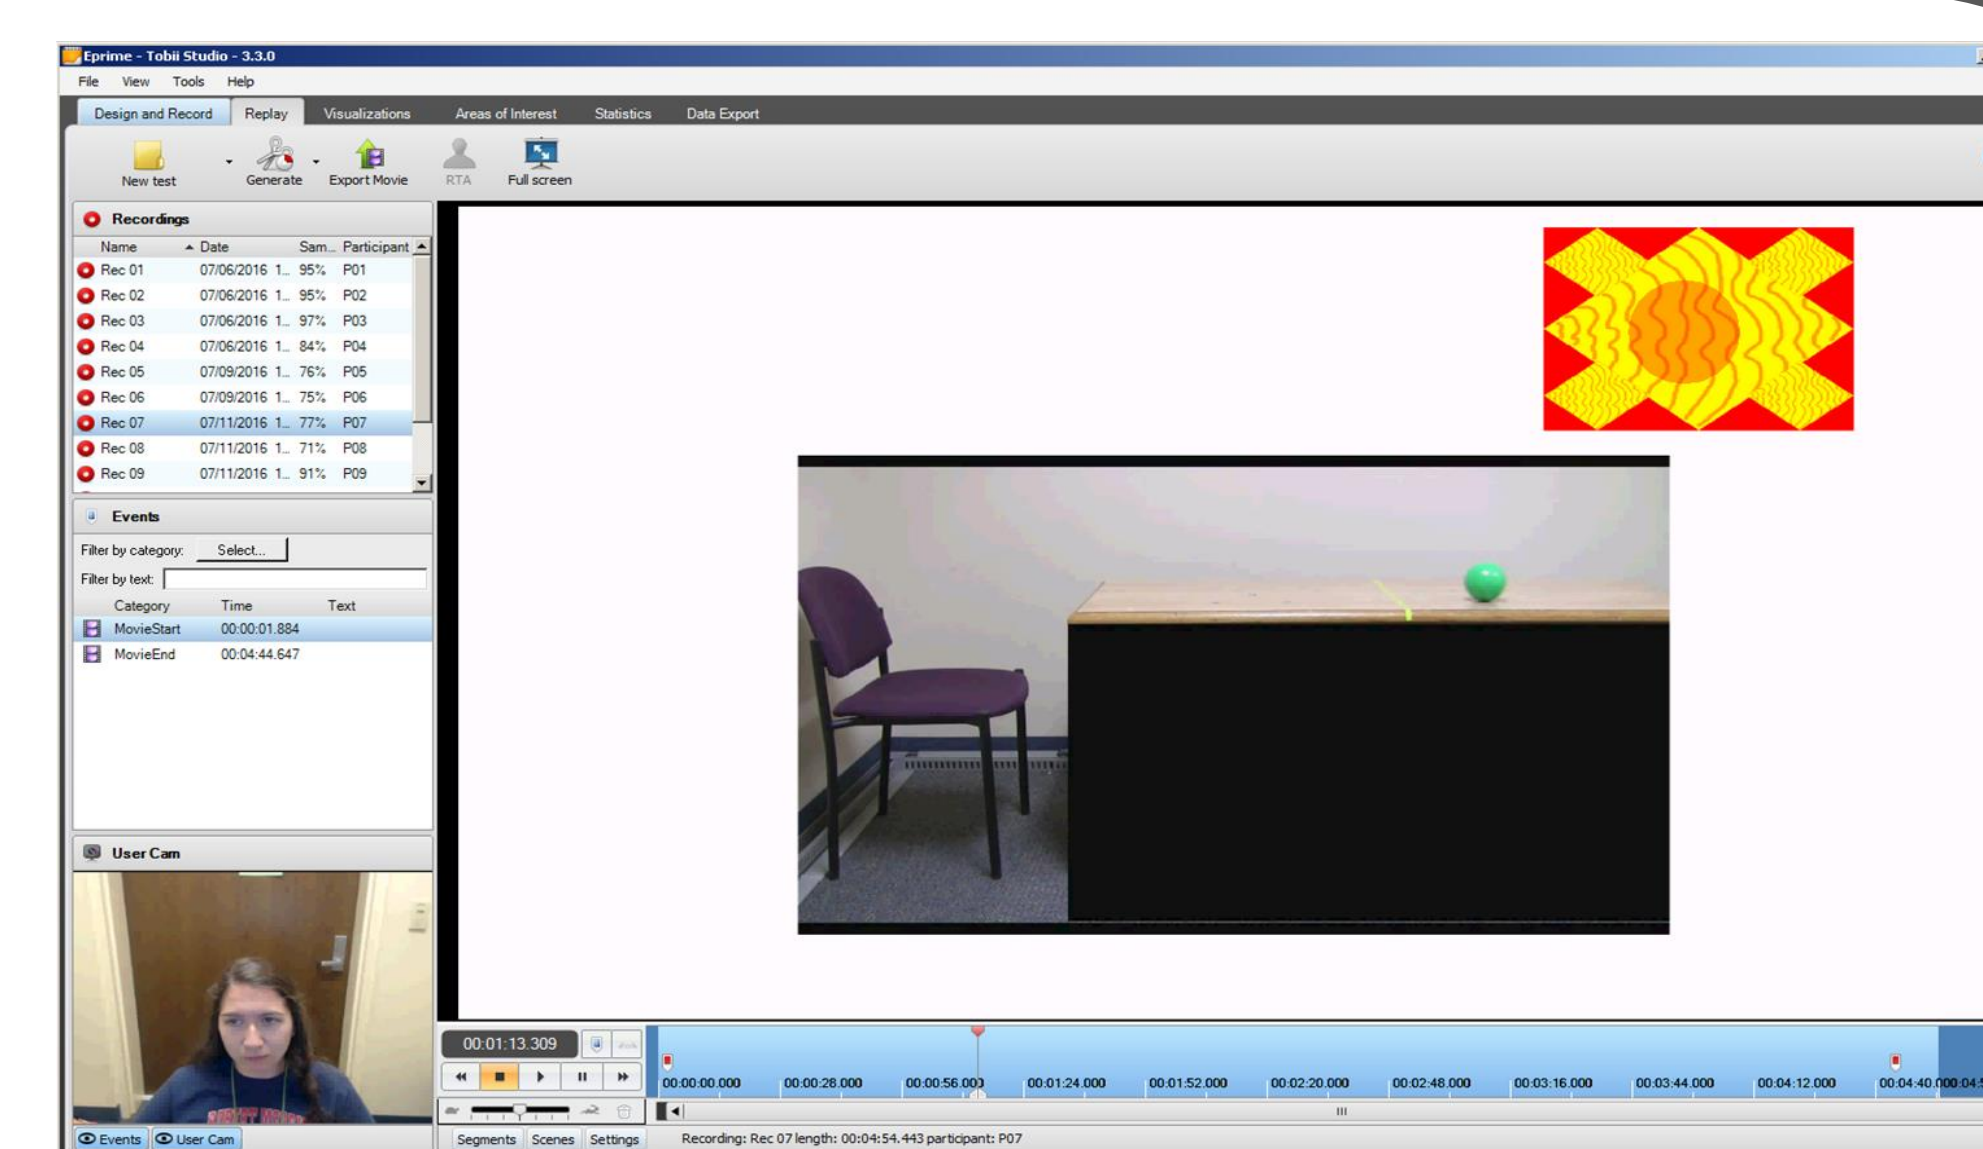 Eprime - Tobii Studio - 3.3.0
File View Tools Help
Design and Record Replay Visualizations Areas of Interest Statistics Data Export
New test Generate Export Movie RTA Full screen
Recordings
Name Date Sam... Participant
Rec 01 07/06/2016 1... 95% P01
Rec 02 07/06/2016 1... 95% P02
Rec 03 07/06/2016 1... 97% P03
Rec 04 07/06/2016 1... 84% P04
Rec 05 07/09/2016 1... 76% P05
Rec 06 07/09/2016 1... 75% P06
Rec 07 07/11/2016 1... 77% P07
Rec 08 07/11/2016 1... 71% P08
Rec 09 07/11/2016 1... 91% P09
Events
Filter by category: Select...
Filter by text:
Category Time Text
MovieStart 00:00:01.884
MovieEnd 00:04:44.647
User Cam
00:01:13.309
00:00:00.000 00:00:28.000 00:00:56.000 00:01:24.000 00:01:52.000 00:02:20.000 00:02:48.000 00:03:16.000 00:03:44.000 00:04:12.000 00:04:40.000
Events User Cam Segments Scenes Settings Recording: Rec 07 length: 00:04:54.443 participant: P07